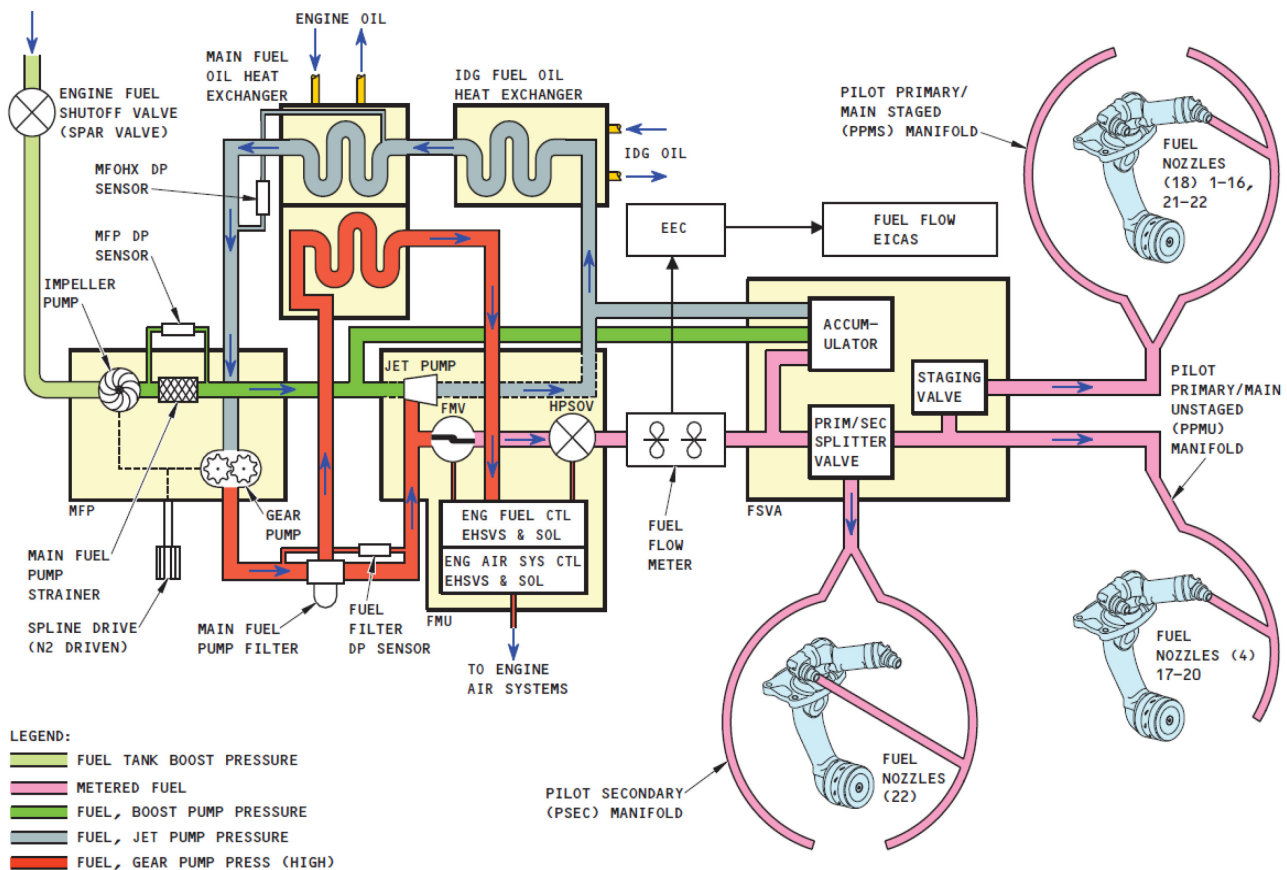 ENGINE FUEL
SHUTOFF VALVE
(SPAR VALVE)
ENGINE OIL
MAIN FUEL
OIL HEAT
EXCHANGER
IDG FUEL OIL
HEAT EXCHANGER
IDG OIL
MFOHX DP
SENSOR
MFP DP
SENSOR
IMPELLER
PUMP
MFP
GEAR
PUMP
MAIN FUEL
PUMP
STRAINER
SPLINE DRIVE
(N2 DRIVEN)
MAIN FUEL
PUMP FILTER
FUEL
FILTER
DP SENSOR
JET PUMP
FMV
HPSOV
ENG FUEL CTL
EHSVS & SOL
ENG AIR SYS CTL
EHSVS & SOL
FMU
TO ENGINE
AIR SYSTEMS
EEC
FUEL FLOW
EICAS
FUEL
FLOW
METER
ACCUM-
ULATOR
STAGING
VALVE
PRIM/SEC
SPLITTER
VALVE
FSVA
PILOT PRIMARY/
MAIN STAGED
(PPMS) MANIFOLD
FUEL
NOZZLES
(18) 1-16,
21-22
PILOT
PRIMARY/MAIN
UNSTAGED
(PPMU)
MANIFOLD
FUEL
NOZZLES (4)
17-20
PILOT SECONDARY
(PSEC) MANIFOLD
FUEL
NOZZLES
(22)
LEGEND:
FUEL TANK BOOST PRESSURE
METERED FUEL
FUEL, BOOST PUMP PRESSURE
FUEL, JET PUMP PRESSURE
FUEL, GEAR PUMP PRESS (HIGH)